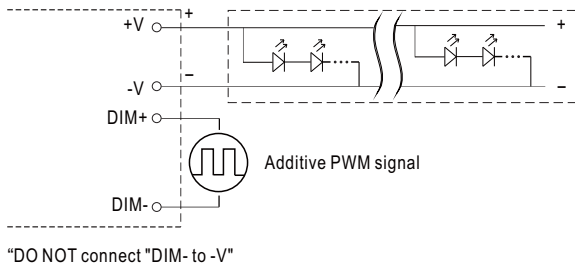 +V +
-V –
DIM+
DIM-
Additive PWM signal
+
–
“DO NOT connect "DIM- to -V"